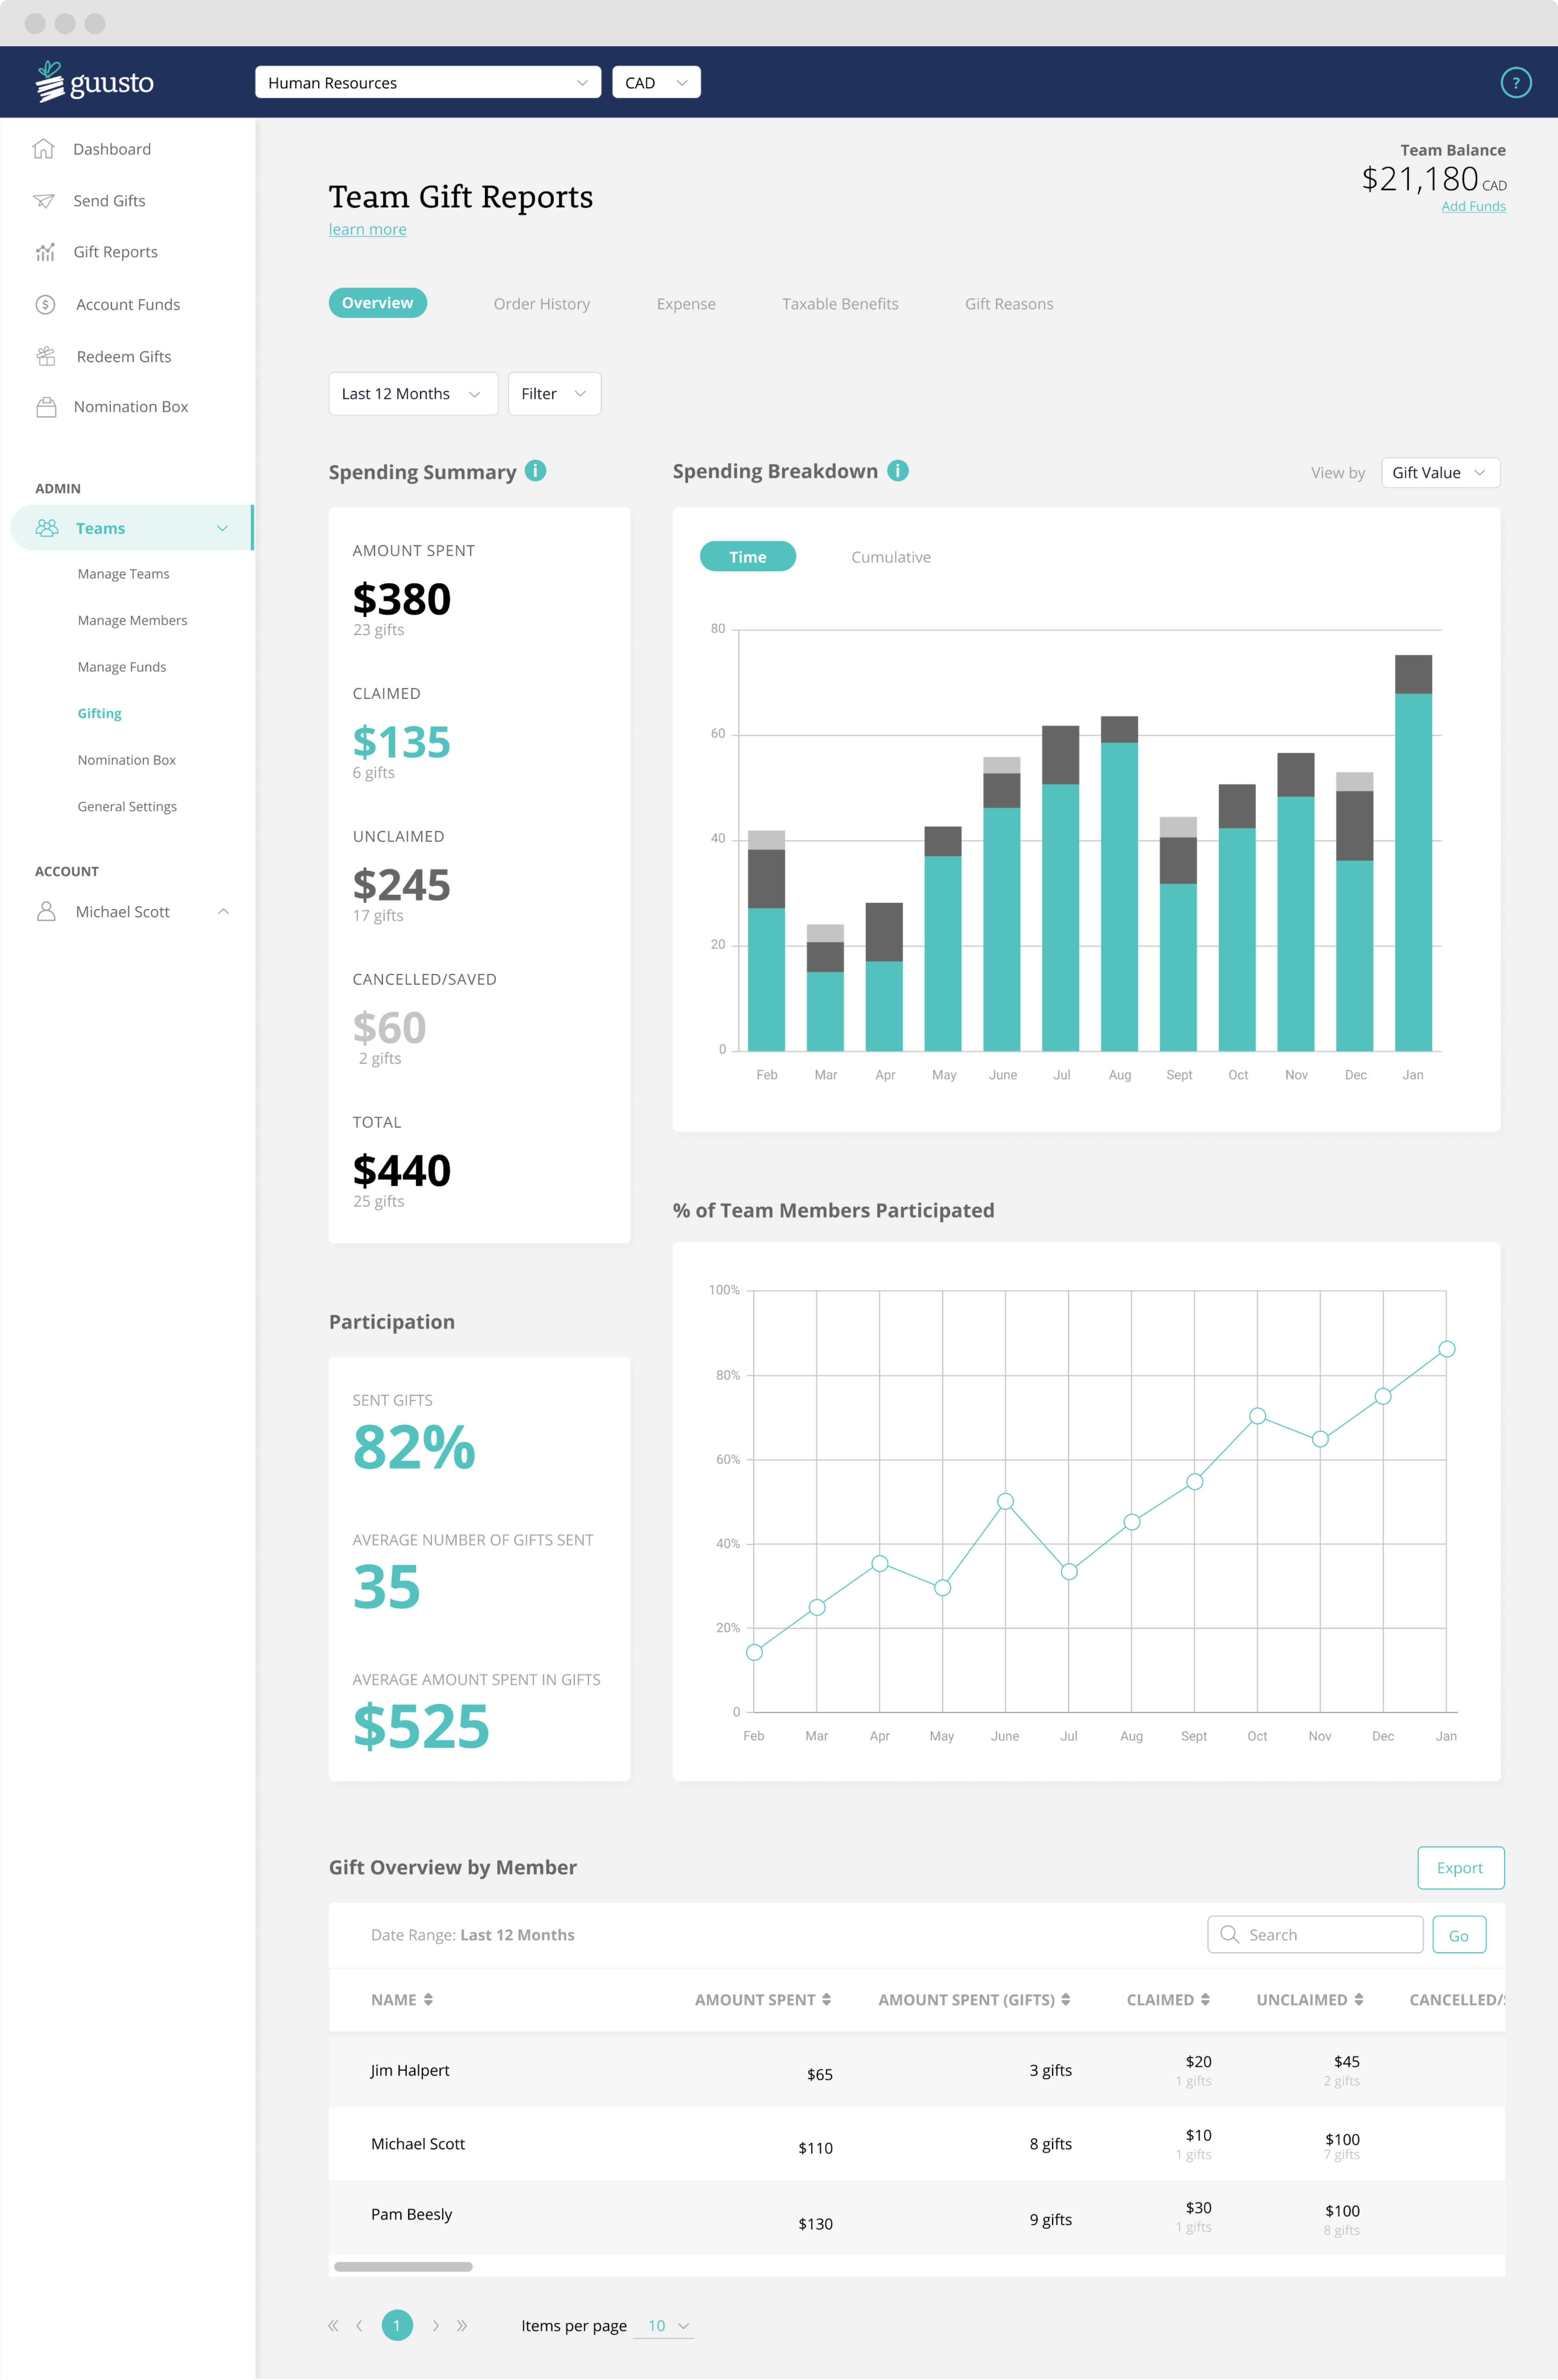 guusto
Human Resources
CAD
?
Dashboard
Send Gifts
Gift Reports
$
Account Funds
Redeem Gifts
Nomination Box
ADMIN
Teams
Manage Teams
Manage Members
Manage Funds
Gifting
Nomination Box
General Settings
ACCOUNT
Michael Scott
Team Balance
$21,180 CAD
Add Funds
Team Gift Reports
learn more
Overview Order History Expense Taxable Benefits Gift Reasons
Last 12 Months Filter
Spending Summary i
AMOUNT SPENT
$380
23 gifts
CLAIMED
$135
6 gifts
UNCLAIMED
$245
17 gifts
CANCELLED/SAVED
$60
2 gifts
TOTAL
$440
25 gifts
Spending Breakdown i
View by Gift Value
Time Cumulative
80
60
40
20
0
Feb Mar Apr May June Jul Aug Sept Oct Nov Dec Jan
Participation
SENT GIFTS
82%
AVERAGE NUMBER OF GIFTS SENT
35
AVERAGE AMOUNT SPENT IN GIFTS
$525
% of Team Members Participated
100%
80%
60%
40%
20%
0
Feb Mar Apr May June Jul Aug Sept Oct Nov Dec Jan
Gift Overview by Member
Export
Date Range: Last 12 Months
Search
Go
NAME AMOUNT SPENT AMOUNT SPENT (GIFTS) CLAIMED UNCLAIMED CANCELLED/
Jim Halpert $65 3 gifts $20 $45
1 gifts 2 gifts
Michael Scott $110 8 gifts $10 $100
1 gifts 7 gifts
Pam Beesly $130 9 gifts $30 $100
1 gifts 8 gifts
« < 1 > » Items per page 10